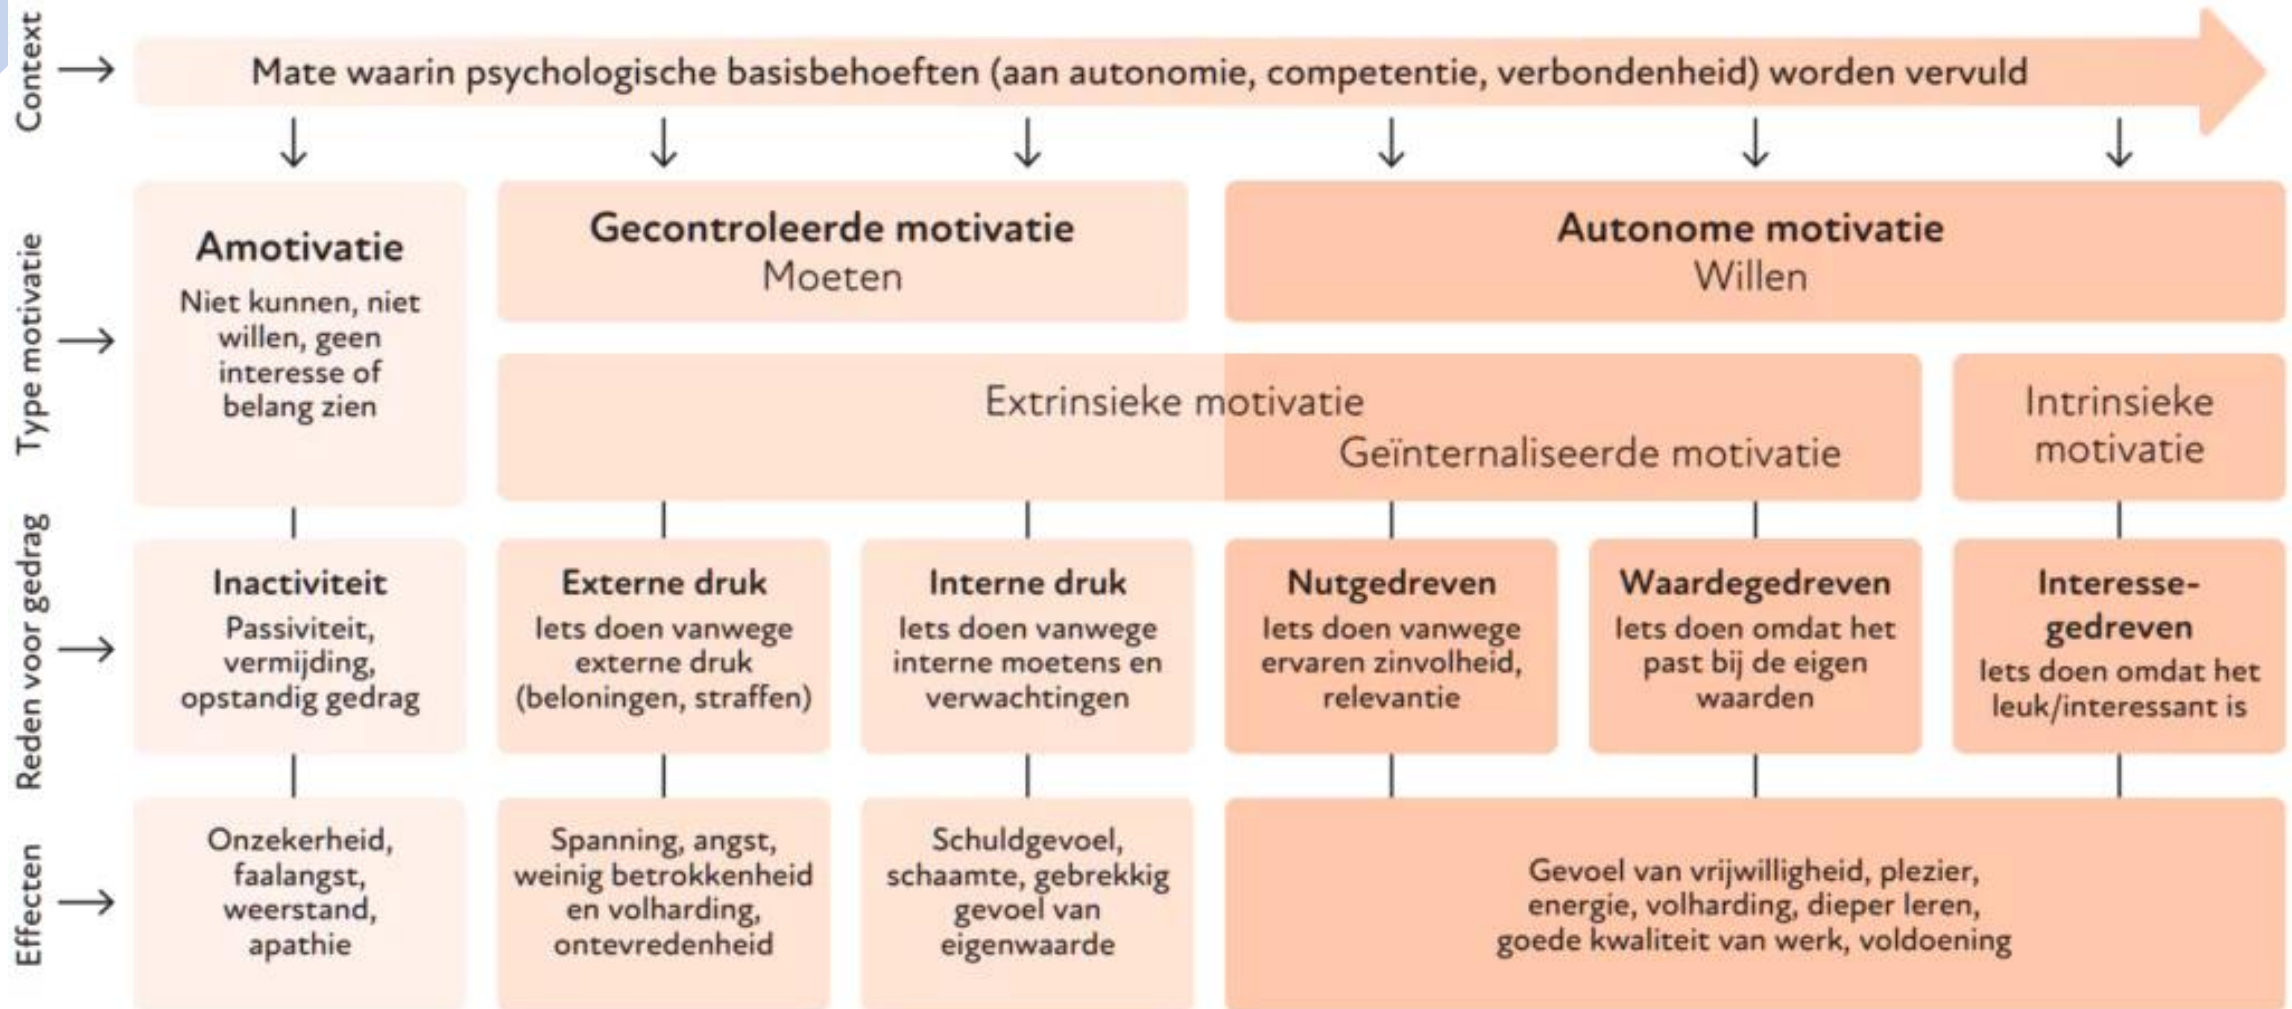 Context
Mate waarin psychologische basisbehoeften (aan autonomie, competentie, verbondenheid) worden vervuld
Type motivatie
Amotivatie
Niet kunnen, niet
willen, geen
interesse of
belang zien
Gecontroleerde motivatie
Moeten
Autonome motivatie
Willen
Extrinsieke motivatie
Geïnternaliseerde motivatie
Intrinsieke
motivatie
Reden voor gedrag
Inactiviteit
Passiviteit,
vermijding,
opstandig gedrag
Externe druk
Iets doen vanwege
externe druk
(beloningen, straffen)
Interne druk
Iets doen vanwege
interne moetens en
verwachtingen
Nutgedreven
Iets doen vanwege
ervaren zinvolheid,
relevantie
Waardegedreven
Iets doen omdat het
past bij de eigen
waarden
Interesse-
gedreven
Iets doen omdat het
leuk/interessant is
Effecten
Onzekerheid,
faalangst,
weerstand,
apathie
Spanning, angst,
weinig betrokkenheid
en volharding,
ontevredenheid
Schuldgevoel,
schaamte, gebrekkig
gevoel van
eigenwaarde
Gevoel van vrijwilligheid, plezier,
energie, volharding, dieper leren,
goede kwaliteit van werk, voldoening